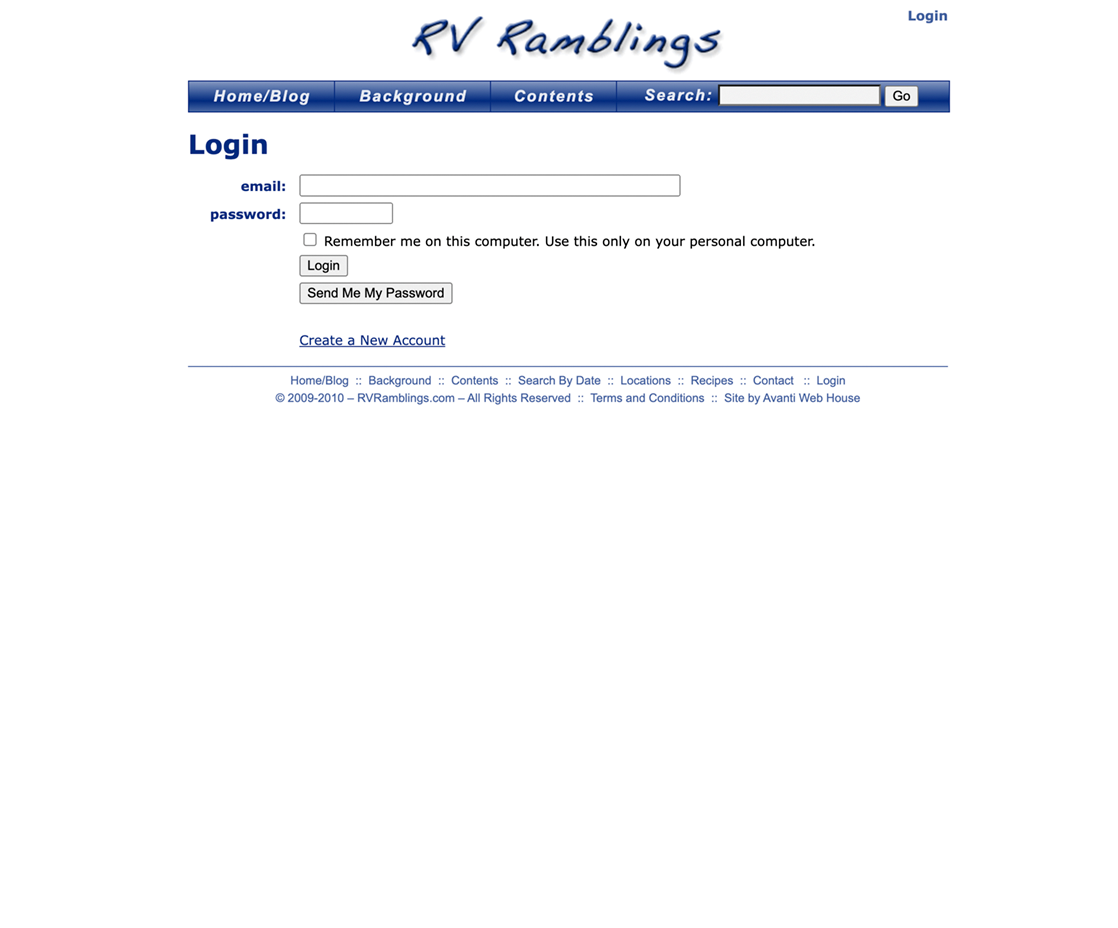 Login
RV Ramblings
Home/Blog Background Contents Search: Go
Login
email:
password:
Remember me on this computer. Use this only on your personal computer.
Login
Send Me My Password
Create a New Account
Home/Blog :: Background :: Contents :: Search By Date :: Locations :: Recipes :: Contact :: Login
© 2009-2010 – RVRamblings.com – All Rights Reserved :: Terms and Conditions :: Site by Avanti Web House